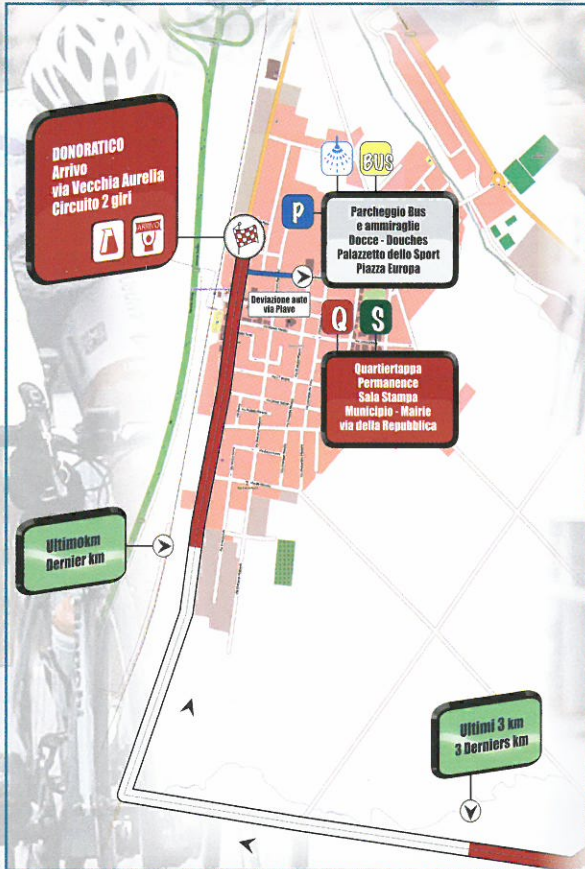 DONORATICO
Arrivo
via Vecchia Aurelia
Circuito 2 giri
ARRIVO
BUS
P
Parcheggio Bus
e ammiraglie
Docce - Douches
Palazzetto dello Sport
Piazza Europa
Deviazione auto
via Piave
Q
S
Quartiertappa
Permanence
Sala Stampa
Municipio - Mairie
via della Repubblica
Ultimokm
Dernier km
Ultimi 3 km
3 Derniers km